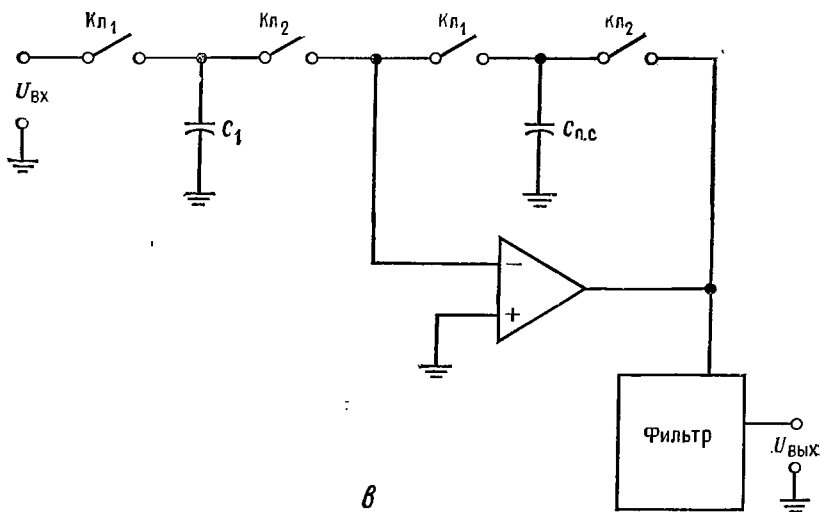 Кл₁
Кл₂
Кл₁
Кл₂
Uвх
C₁
Cп.с
−
+
Фильтр
Uвых
в